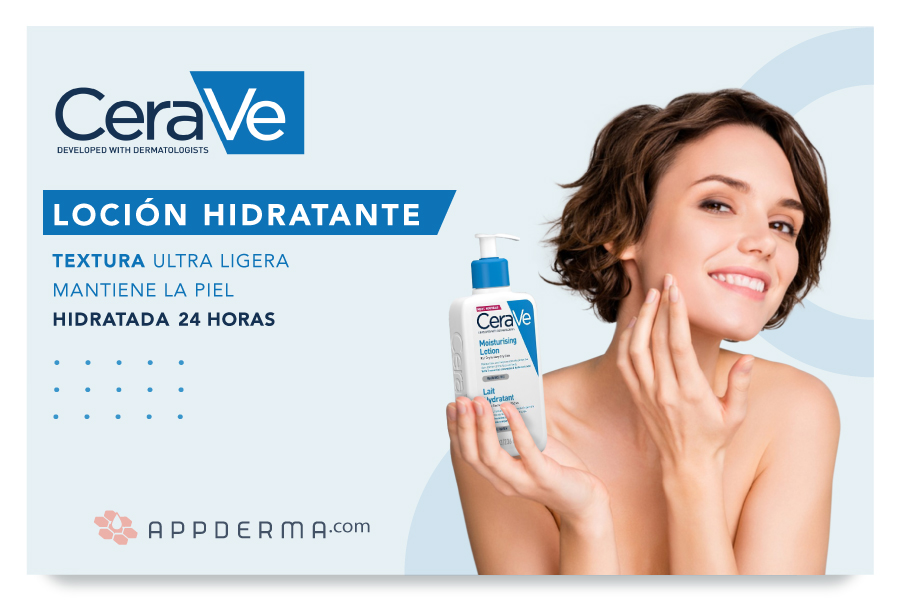 CeraVe
DEVELOPED WITH DERMATOLOGISTS
LOCIÓN HIDRATANTE
TEXTURA ULTRA LIGERA
MANTIENE LA PIEL
HIDRATADA 24 HORAS
CeraVe
Moisturising
Lotion
Lait
APPDERMA.com